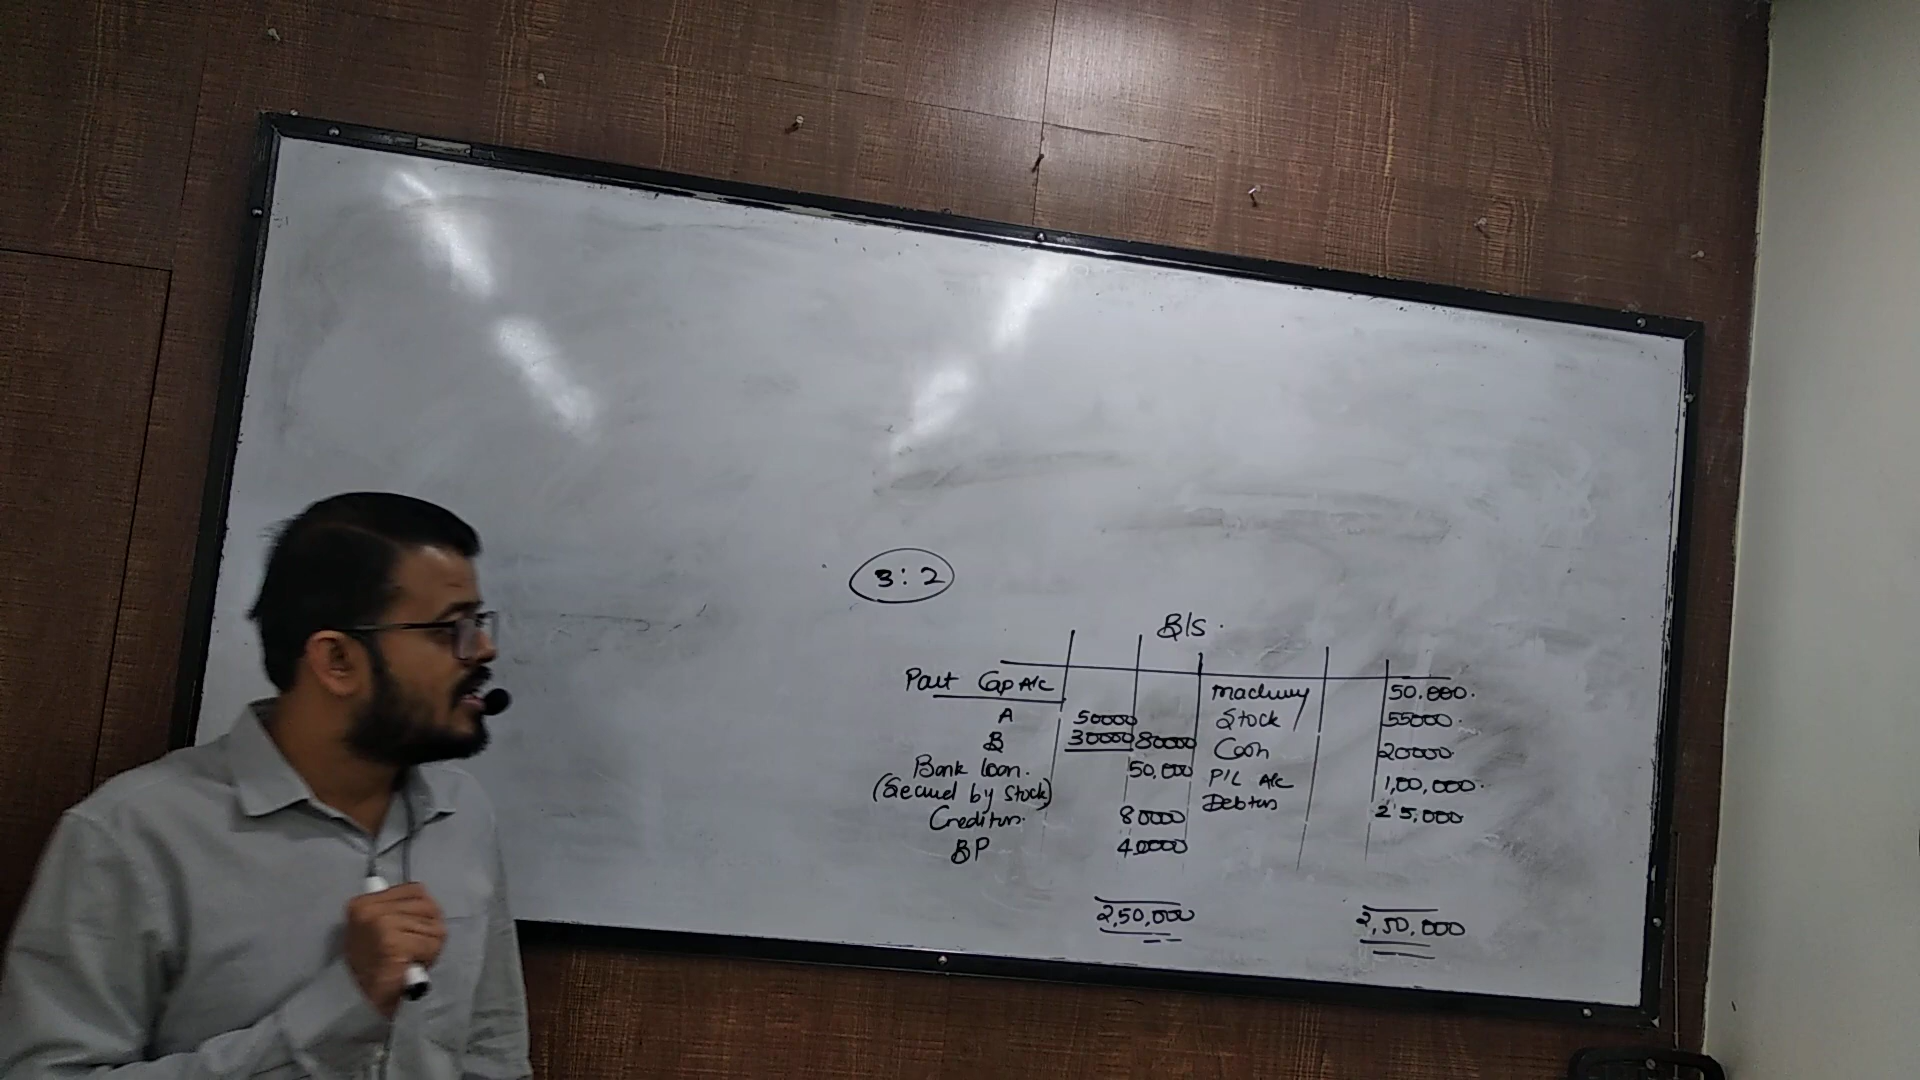 3:2
B/S.
Part Cap A/c
A 50000
B 30000 80000
Bank loan. 50,000
(Secured by Stock)
Creditors. 80000
BP 40000
2,50,000
Machinery 50.000.
Stock 55000.
Cash 20000.
P/L A/c 1,00,000.
Debtors 25,000
2,50,000